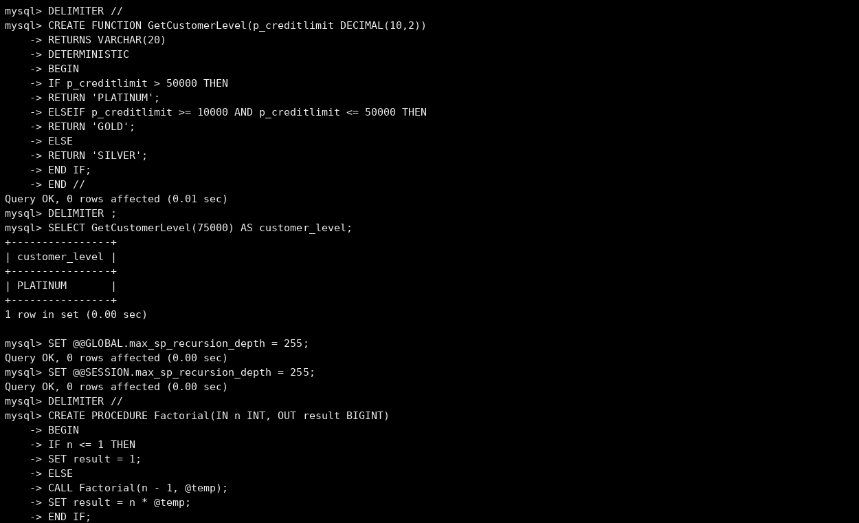 mysql> DELIMITER //
mysql> CREATE FUNCTION GetCustomerLevel(p_creditlimit DECIMAL(10,2))
    -> RETURNS VARCHAR(20)
    -> DETERMINISTIC
    -> BEGIN
    -> IF p_creditlimit > 50000 THEN
    -> RETURN 'PLATINUM';
    -> ELSEIF p_creditlimit >= 10000 AND p_creditlimit <= 50000 THEN
    -> RETURN 'GOLD';
    -> ELSE
    -> RETURN 'SILVER';
    -> END IF;
    -> END //
Query OK, 0 rows affected (0.01 sec)
mysql> DELIMITER ;
mysql> SELECT GetCustomerLevel(75000) AS customer_level;
+----------------+
| customer_level |
+----------------+
| PLATINUM       |
+----------------+
1 row in set (0.00 sec)

mysql> SET @@GLOBAL.max_sp_recursion_depth = 255;
Query OK, 0 rows affected (0.00 sec)
mysql> SET @@SESSION.max_sp_recursion_depth = 255;
Query OK, 0 rows affected (0.00 sec)
mysql> DELIMITER //
mysql> CREATE PROCEDURE Factorial(IN n INT, OUT result BIGINT)
    -> BEGIN
    -> IF n <= 1 THEN
    -> SET result = 1;
    -> ELSE
    -> CALL Factorial(n - 1, @temp);
    -> SET result = n * @temp;
    -> END IF;